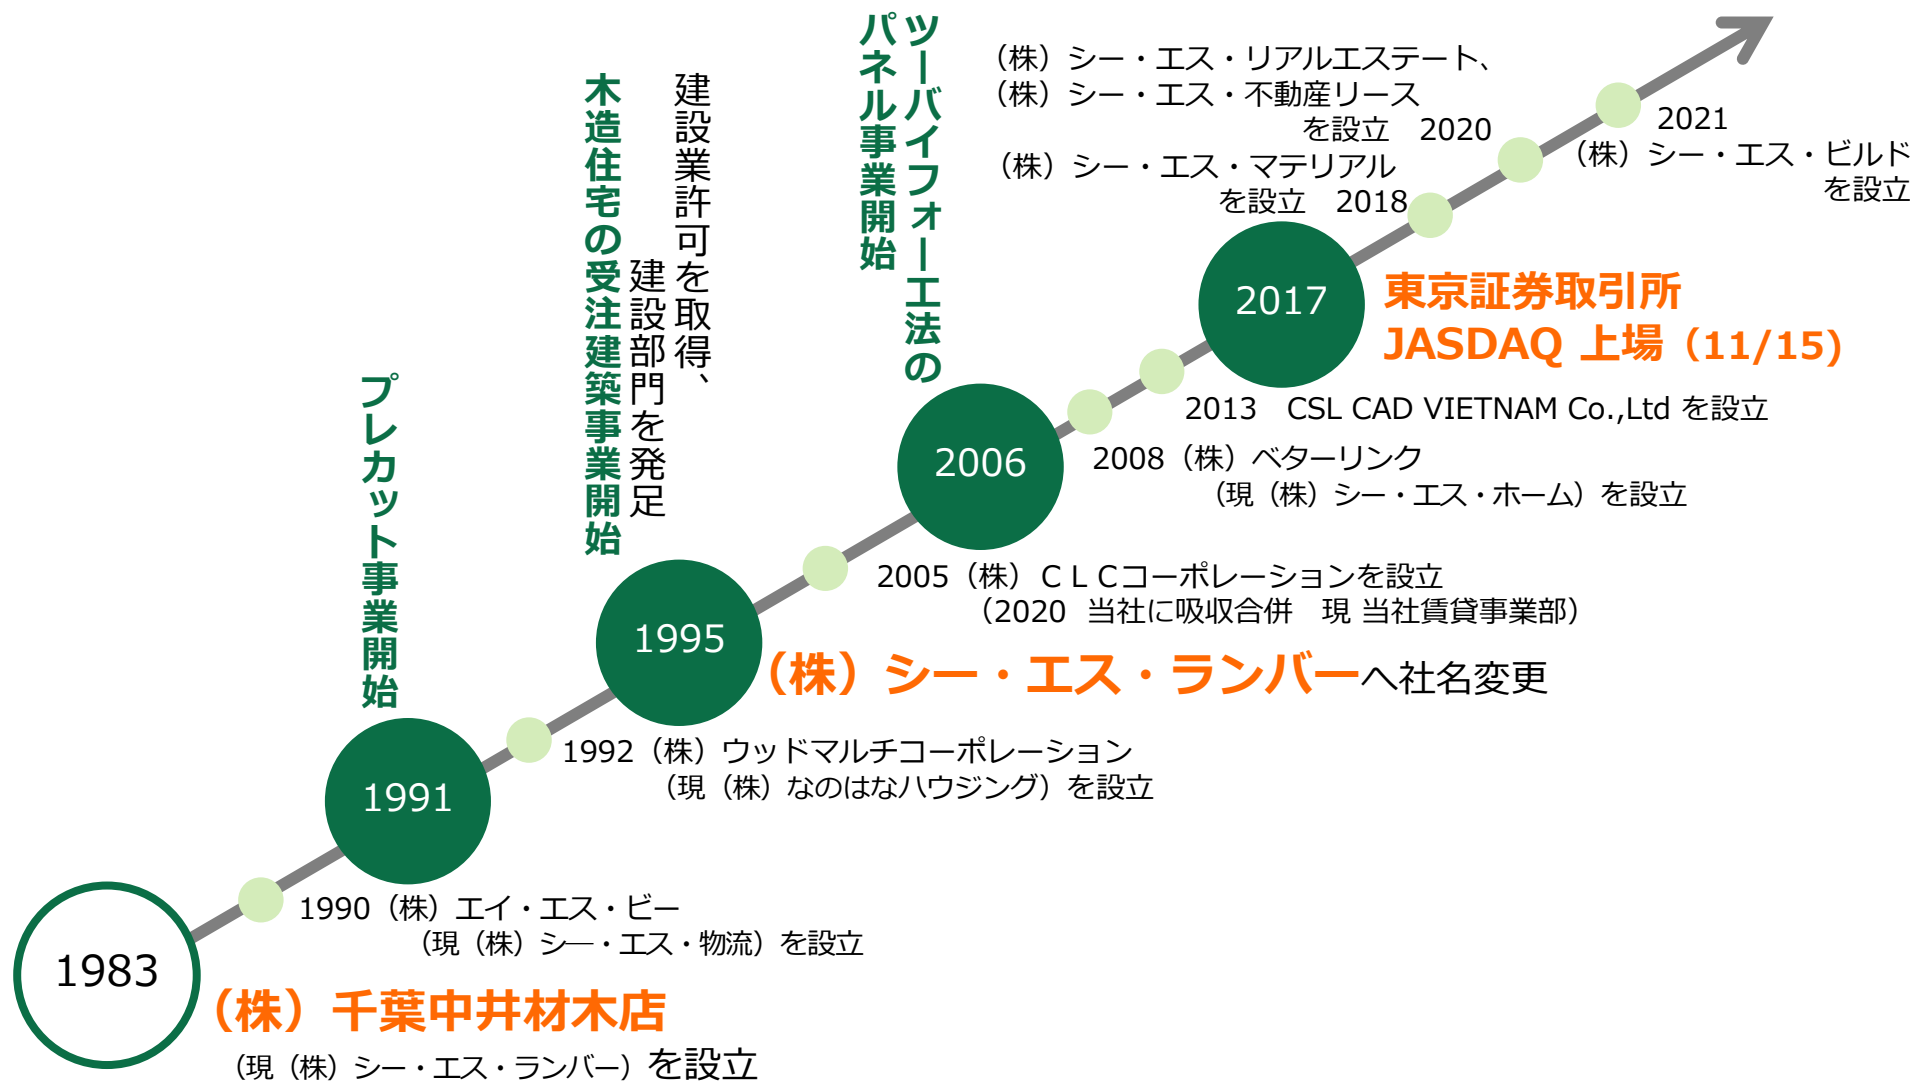 1983
（株）千葉中井材木店
（現（株）シー・エス・ランバー）を設立
1990（株）エイ・エス・ビー
（現（株）シ―・エス・物流）を設立
1991
プレカット事業開始
1992（株）ウッドマルチコーポレーション
（現（株）なのはなハウジング）を設立
1995
建設業許可を取得、
建設部門を発足
木造住宅の受注建築事業開始
（株）シー・エス・ランバーへ社名変更
2005（株）ＣＬＣコーポレーションを設立
（2020 当社に吸収合併　現 当社賃貸事業部）
2006
ツーバイフォー工法の
パネル事業開始
2008（株）ベターリンク
（現（株）シー・エス・ホーム）を設立
2013　CSL CAD VIETNAM Co.,Ltd を設立
2017
東京証券取引所
JASDAQ 上場（11/15)
（株）シー・エス・マテリアル
を設立　2018
（株）シー・エス・リアルエステート、
（株）シー・エス・不動産リース
を設立　2020
2021
（株）シー・エス・ビルド
を設立